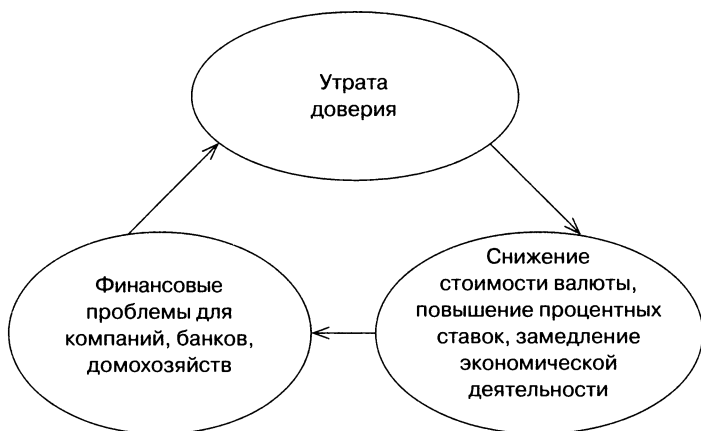 Утрата
доверия
Снижение
стоимости валюты,
повышение процентных
ставок, замедление
экономической
деятельности
Финансовые
проблемы для
компаний, банков,
домохозяйств